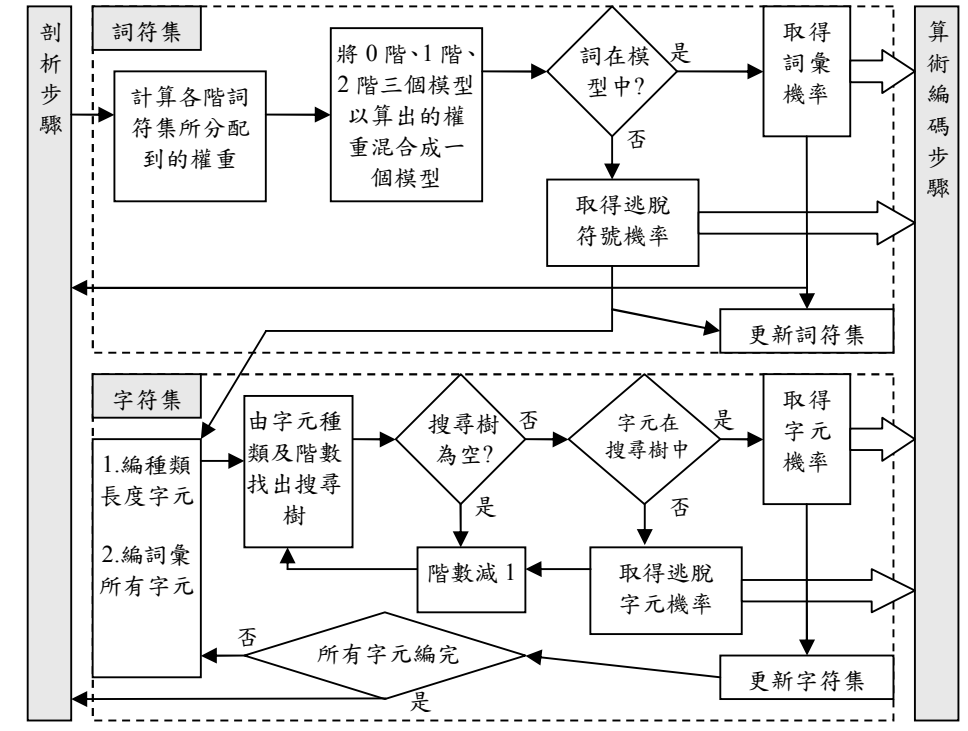 剖析步驟
詞符集
計算各階詞
符集所分配
到的權重
將 0 階、1 階、
2 階三個模型
以算出的權
重混合成一
個模型
詞在模
型中?
是
否
取得
詞彙
機率
取得逃脫
符號機率
更新詞符集
算術編碼步驟
字符集
1.編種類
長度字元
2.編詞彙
所有字元
由字元種
類及階數
找出搜尋
樹
搜尋樹
為空?
否
是
字元在
搜尋樹中
是
否
取得
字元
機率
階數減 1
取得逃脫
字元機率
所有字元編完
否
是
更新字符集